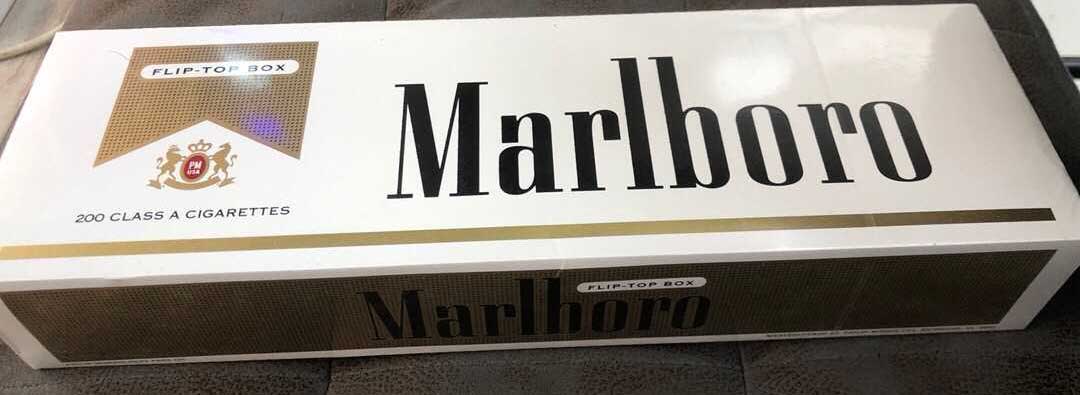 FLIP-TOP BOX
PM
USA
200 CLASS A CIGARETTES
Marlboro
FLIP-TOP BOX
Marlboro